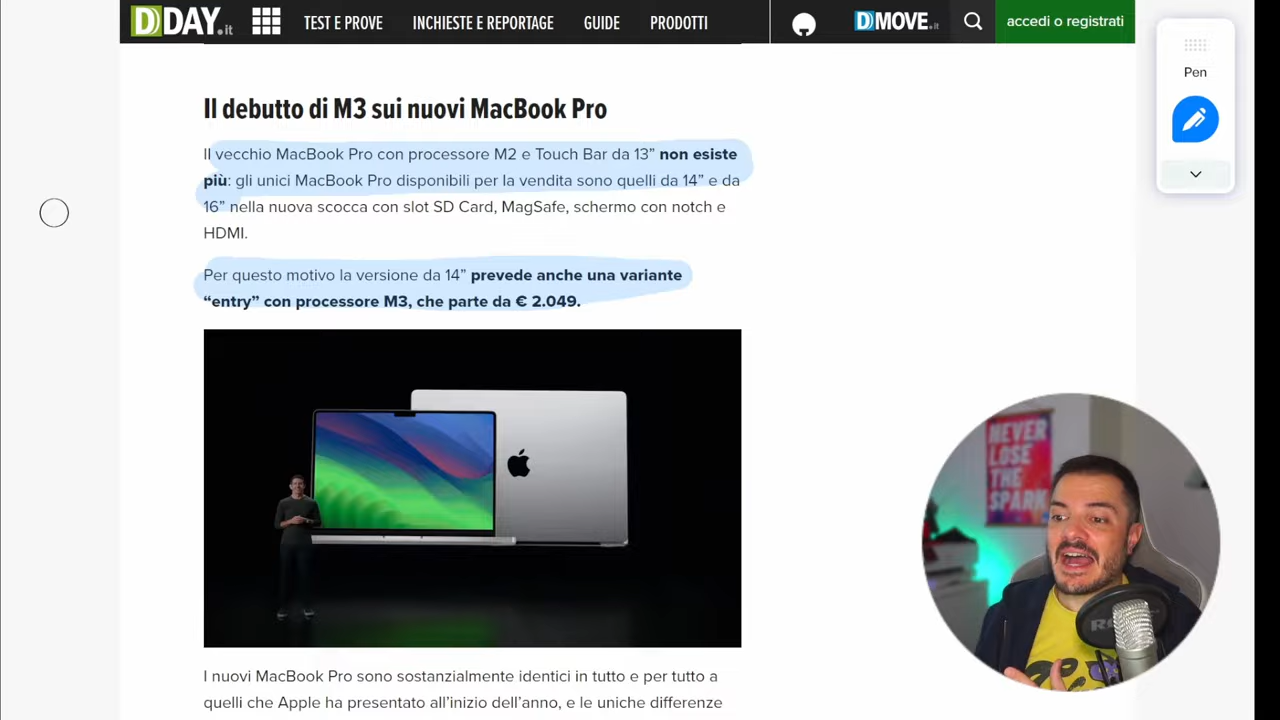 DDAY.it
TEST E PROVE
INCHIESTE E REPORTAGE
GUIDE
PRODOTTI
DMOVE.it
accedi o registrati
Pen
Il debutto di M3 sui nuovi MacBook Pro
Il vecchio MacBook Pro con processore M2 e Touch Bar da 13” non esiste
più: gli unici MacBook Pro disponibili per la vendita sono quelli da 14” e da
16” nella nuova scocca con slot SD Card, MagSafe, schermo con notch e
HDMI.
Per questo motivo la versione da 14” prevede anche una variante
“entry” con processore M3, che parte da € 2.049.
NEVER
LOSE
THE
SPARK
I nuovi MacBook Pro sono sostanzialmente identici in tutto e per tutto a
quelli che Apple ha presentato all’inizio dell’anno, e le uniche differenze